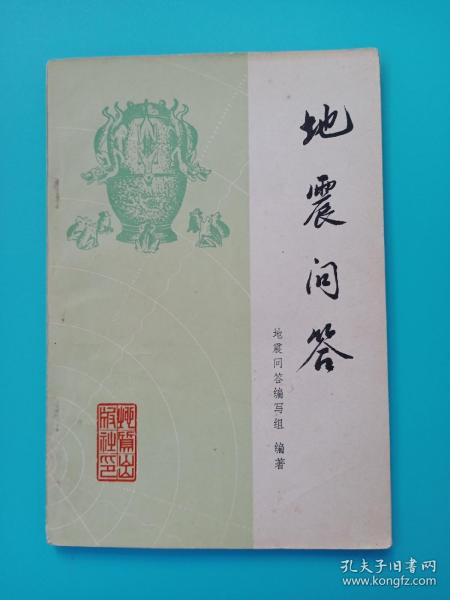 地震问答
地震问答编写组 编著
地质出
版社印
孔夫子旧书网
www.kongfz.com